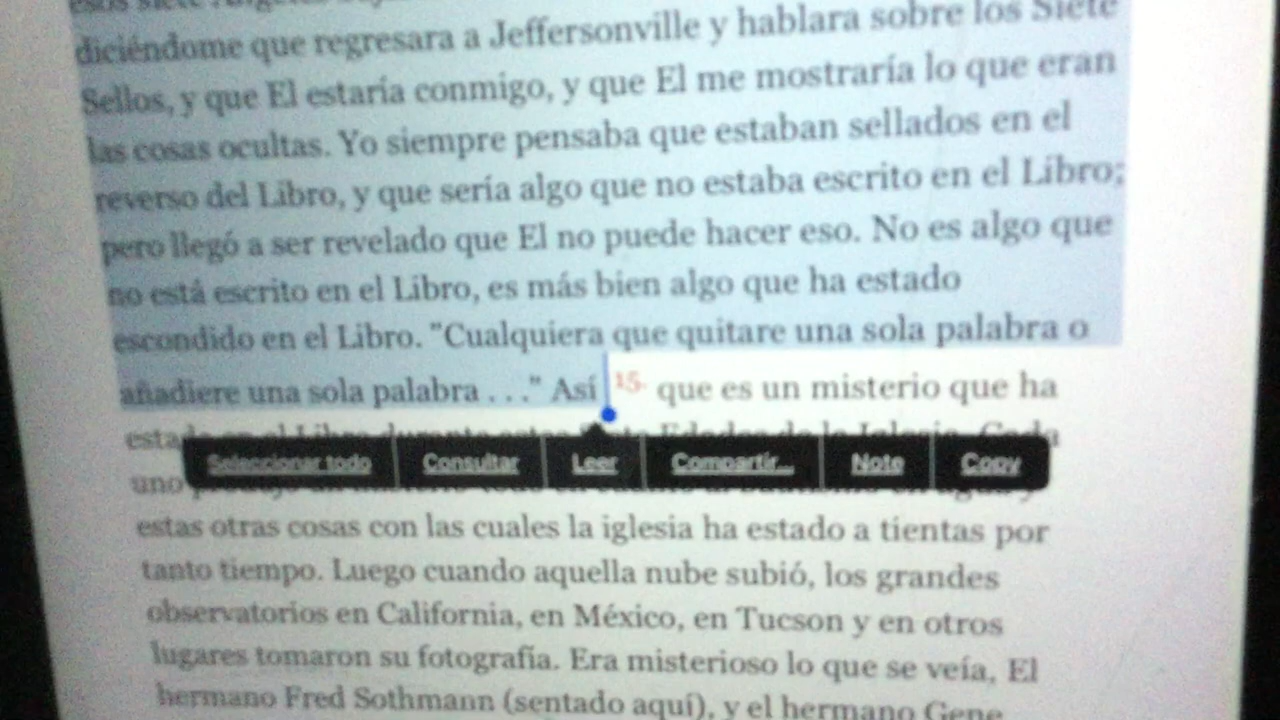 esos siete
diciéndome que regresara a Jeffersonville y hablara sobre los Siete
Sellos, y que El estaría conmigo, y que El me mostraría lo que eran
las cosas ocultas. Yo siempre pensaba que estaban sellados en el
reverso del Libro, y que sería algo que no estaba escrito en el Libro;
pero llegó a ser revelado que El no puede hacer eso. No es algo que
no está escrito en el Libro, es más bien algo que ha estado
escondido en el Libro. "Cualquiera que quitare una sola palabra o
añadiere una sola palabra . . ." Así 15. que es un misterio que ha
Seleccionar todo Consultar Leer Compartir... Note Copy
uno
estas otras cosas con las cuales la iglesia ha estado a tientas por
tanto tiempo. Luego cuando aquella nube subió, los grandes
observatorios en California, en México, en Tucson y en otros
lugares tomaron su fotografía. Era misterioso lo que se veía, El
hermano Fred Sothmann (sentado aquí), y el hermano Gene